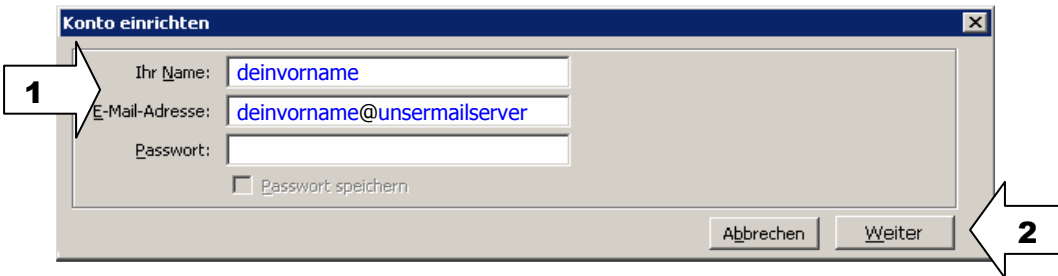 Konto einrichten
1
Ihr Name: deinvorname
E-Mail-Adresse: deinvorname@unsermailserver
Passwort:
Passwort speichern
Abbrechen Weiter
2